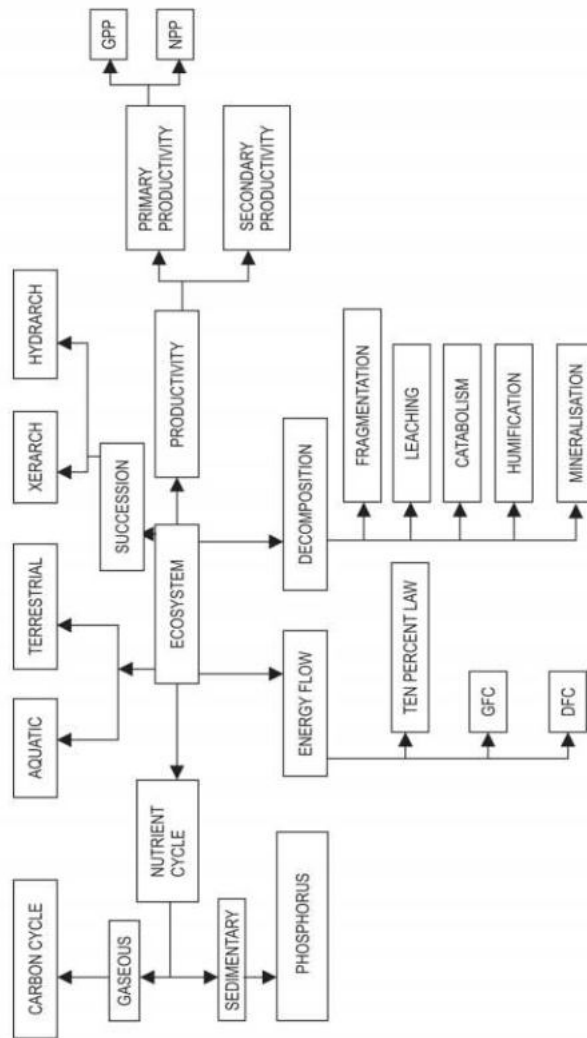 CARBON CYCLE
GASEOUS
SEDIMENTARY
PHOSPHORUS
NUTRIENT
CYCLE
AQUATIC
TERRESTRIAL
ECOSYSTEM
SUCCESSION
XERARCH
HYDRARCH
PRODUCTIVITY
PRIMARY
PRODUCTIVITY
GPP
NPP
SECONDARY
PRODUCTIVITY
ENERGY FLOW
TEN PERCENT LAW
GFC
DFC
DECOMPOSITION
FRAGMENTATION
LEACHING
CATABOLISM
HUMIFICATION
MINERALISATION